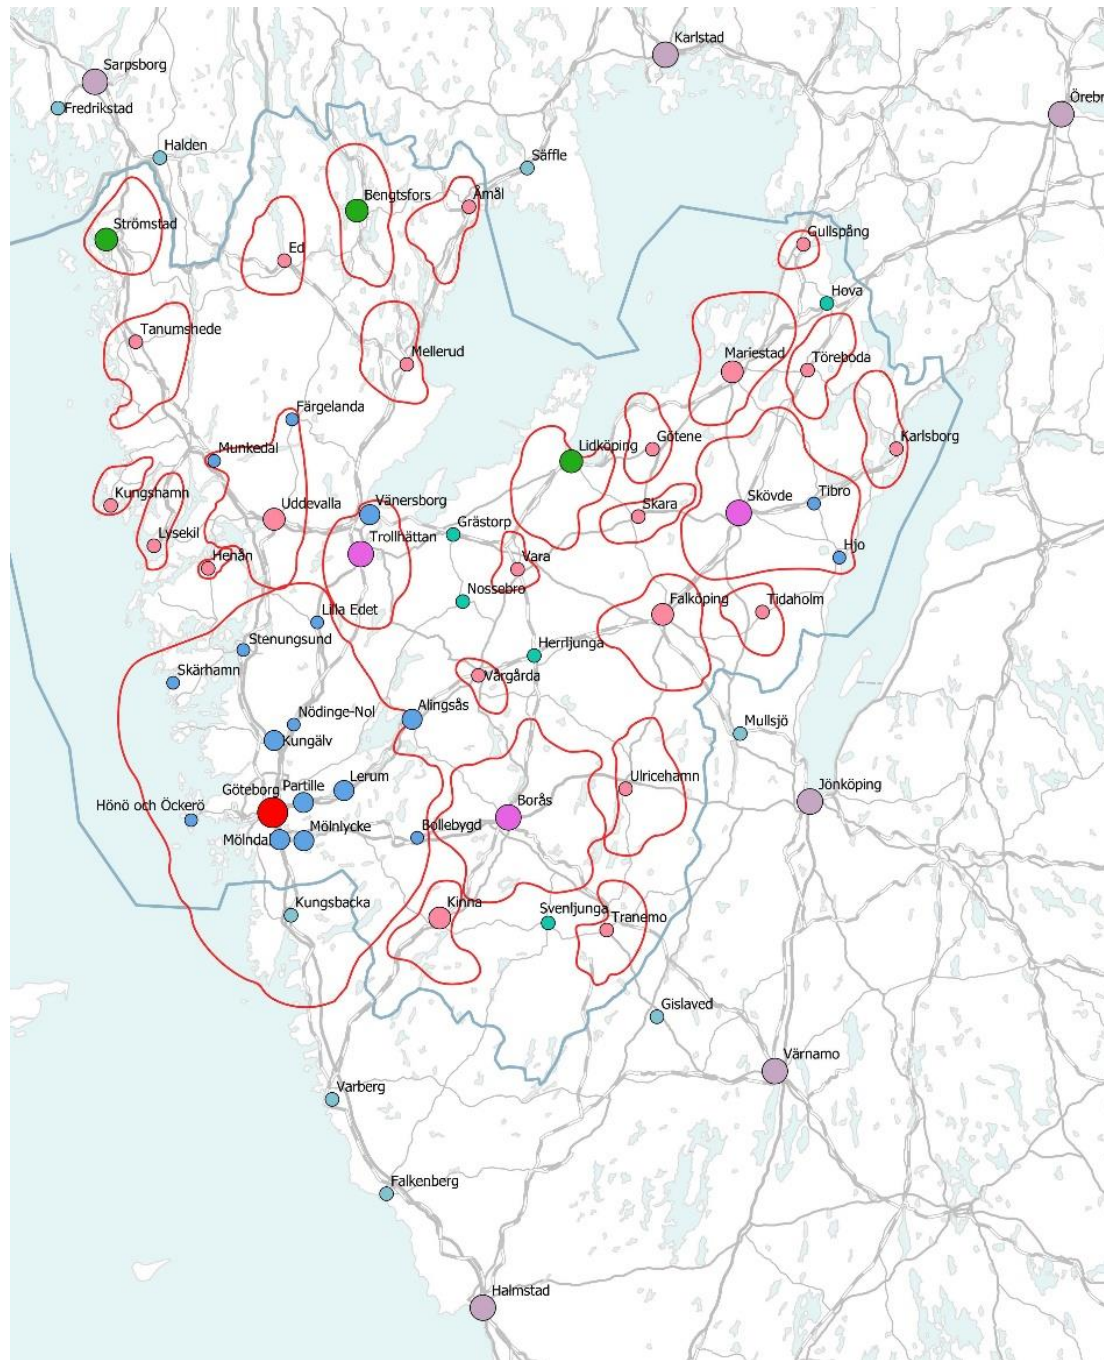 Karlstad
Sarpsborg
Örebr
Fredrikstad
Halden
Säffle
Bengtsfors
Åmål
Strömstad
Ed
Gullspång
Hova
Tanumshede
Mellerud
Mariestad
Töreboda
Färgelanda
Munkedal
Lidköping
Götene
Karlsborg
Kungshamn
Uddevalla
Vänersborg
Skara
Skövde
Tibro
Lysekil
Trollhättan
Grästorp
Henån
Vara
Hjo
Nossebro
Lilla Edet
Falköping
Tidaholm
Stenungsund
Herrljunga
Skärhamn
Vårgårda
Nödinge-Nol
Alingsås
Mullsjö
Kungälv
Lerum
Ulricehamn
Göteborg
Partille
Jönköping
Hönö och Öckerö
Borås
Mölndal
Mölnlycke
Bollebygd
Kungsbacka
Kinna
Svenljunga
Tranemo
Gislaved
Värnamo
Varberg
Falkenberg
Halmstad